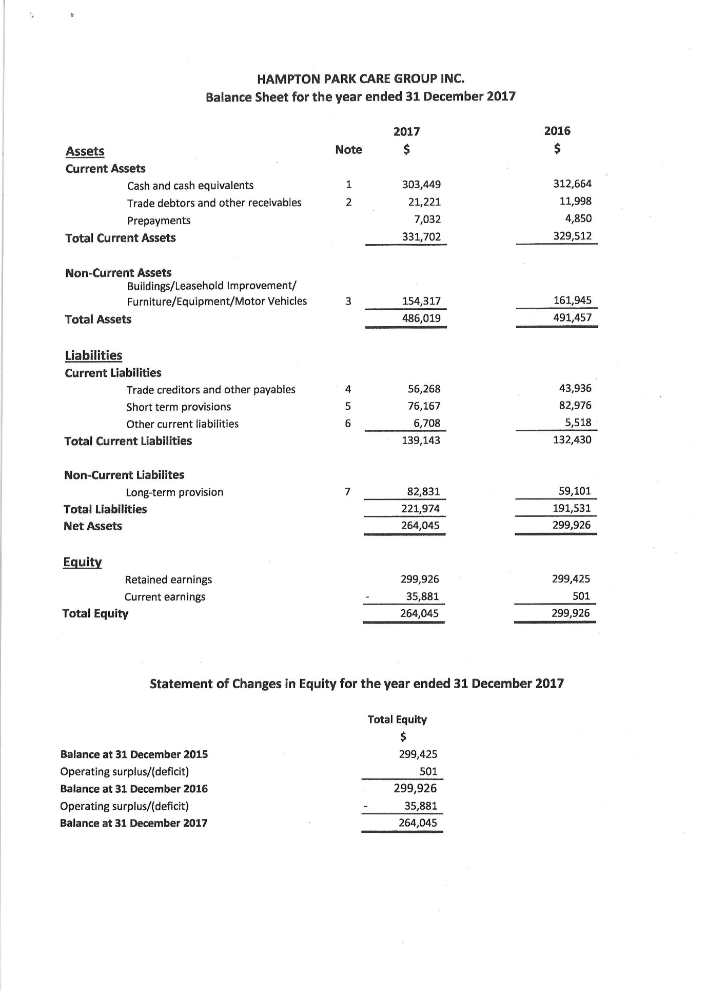 HAMPTON PARK CARE GROUP INC.
Balance Sheet for the year ended 31 December 2017
2017 2016
Assets Note $ $
Current Assets
Cash and cash equivalents 1 303,449 312,664
Trade debtors and other receivables 2 21,221 11,998
Prepayments 7,032 4,850
Total Current Assets 331,702 329,512
Non-Current Assets
Buildings/Leasehold Improvement/
Furniture/Equipment/Motor Vehicles 3 154,317 161,945
Total Assets 486,019 491,457
Liabilities
Current Liabilities
Trade creditors and other payables 4 56,268 43,936
Short term provisions 5 76,167 82,976
Other current liabilities 6 6,708 5,518
Total Current Liabilities 139,143 132,430
Non-Current Liabilites
Long-term provision 7 82,831 59,101
Total Liabilities 221,974 191,531
Net Assets 264,045 299,926
Equity
Retained earnings 299,926 299,425
Current earnings - 35,881 501
Total Equity 264,045 299,926
Statement of Changes in Equity for the year ended 31 December 2017
Total Equity
$
Balance at 31 December 2015 299,425
Operating surplus/(deficit) 501
Balance at 31 December 2016 299,926
Operating surplus/(deficit) - 35,881
Balance at 31 December 2017 264,045